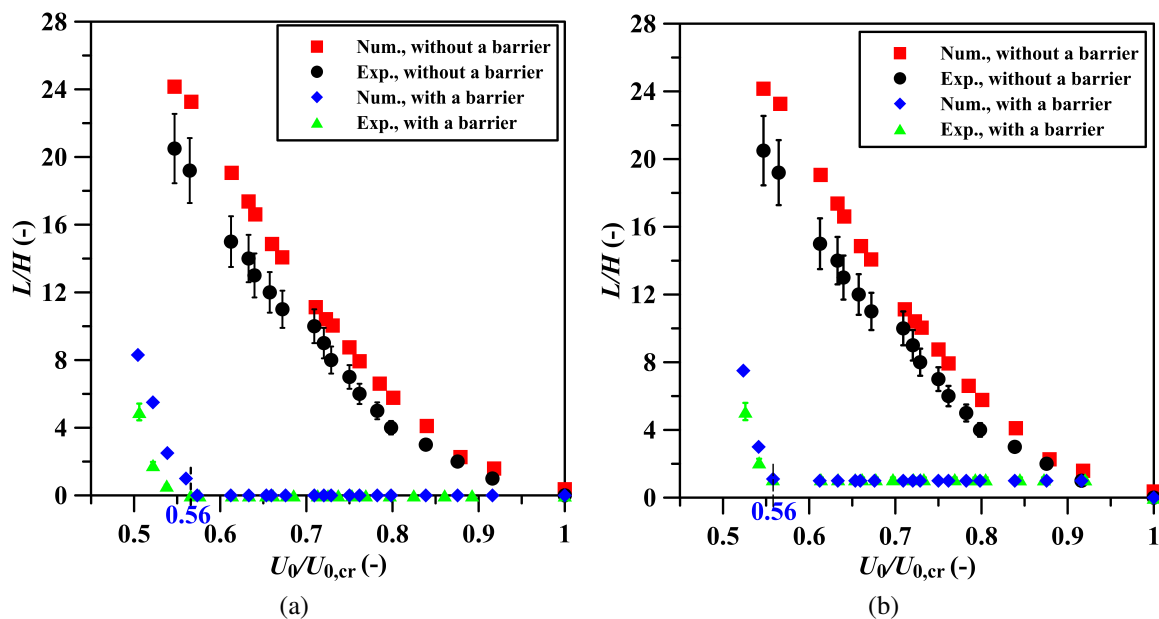 28
24
20
16
12
8
4
0
L/H (-)
Num., without a barrier
Exp., without a barrier
Num., with a barrier
Exp., with a barrier
0.56
0.5 0.6 0.7 0.8 0.9 1
U0/U0,cr (-)
(a)
28
24
20
16
12
8
4
0
L/H (-)
Num., without a barrier
Exp., without a barrier
Num., with a barrier
Exp., with a barrier
0.56
0.5 0.6 0.7 0.8 0.9 1
U0/U0,cr (-)
(b)